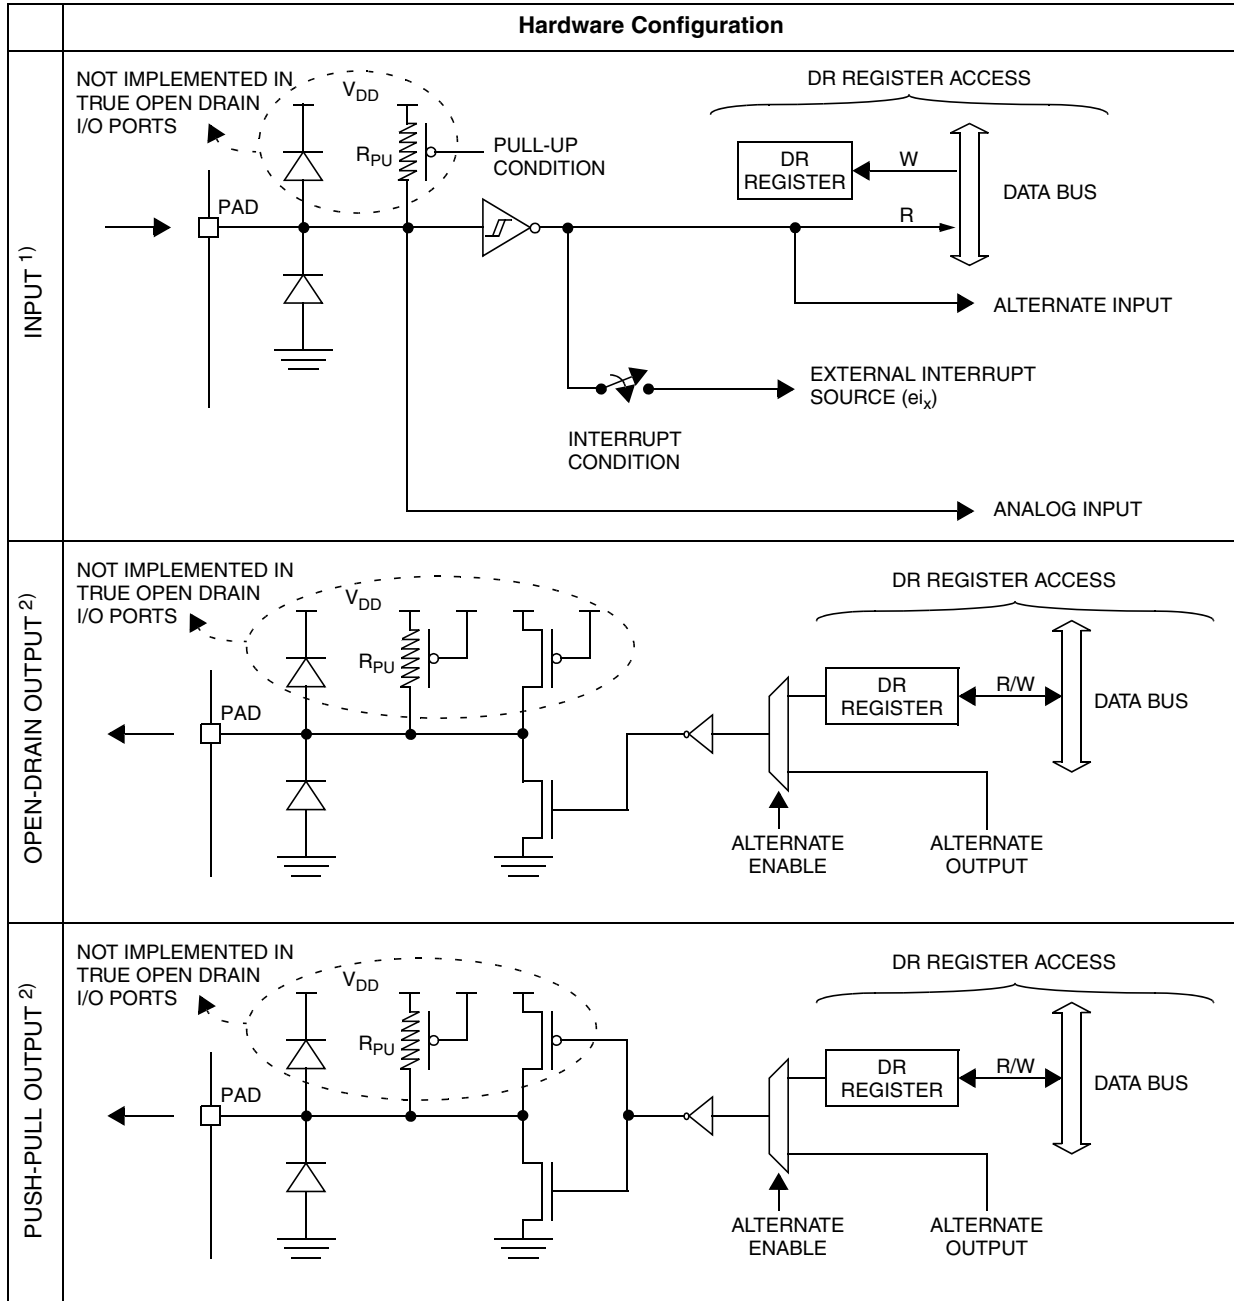 Hardware Configuration
INPUT 1)
NOT IMPLEMENTED IN
TRUE OPEN DRAIN
I/O PORTS
VDD
RPU
PULL-UP
CONDITION
PAD
DR REGISTER ACCESS
DR
REGISTER
W
R
DATA BUS
ALTERNATE INPUT
EXTERNAL INTERRUPT
SOURCE (eix)
INTERRUPT
CONDITION
ANALOG INPUT
OPEN-DRAIN OUTPUT 2)
NOT IMPLEMENTED IN
TRUE OPEN DRAIN
I/O PORTS
VDD
RPU
PAD
DR REGISTER ACCESS
DR
REGISTER
R/W
DATA BUS
ALTERNATE
ENABLE
ALTERNATE
OUTPUT
PUSH-PULL OUTPUT 2)
NOT IMPLEMENTED IN
TRUE OPEN DRAIN
I/O PORTS
VDD
RPU
PAD
DR REGISTER ACCESS
DR
REGISTER
R/W
DATA BUS
ALTERNATE
ENABLE
ALTERNATE
OUTPUT